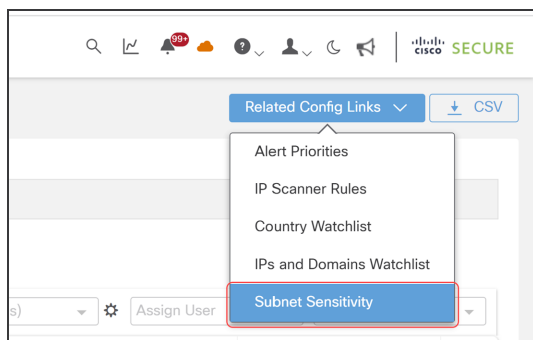 99+
cisco SECURE
Related Config Links
CSV
Alert Priorities
IP Scanner Rules
Country Watchlist
IPs and Domains Watchlist
Subnet Sensitivity
s)
Assign User